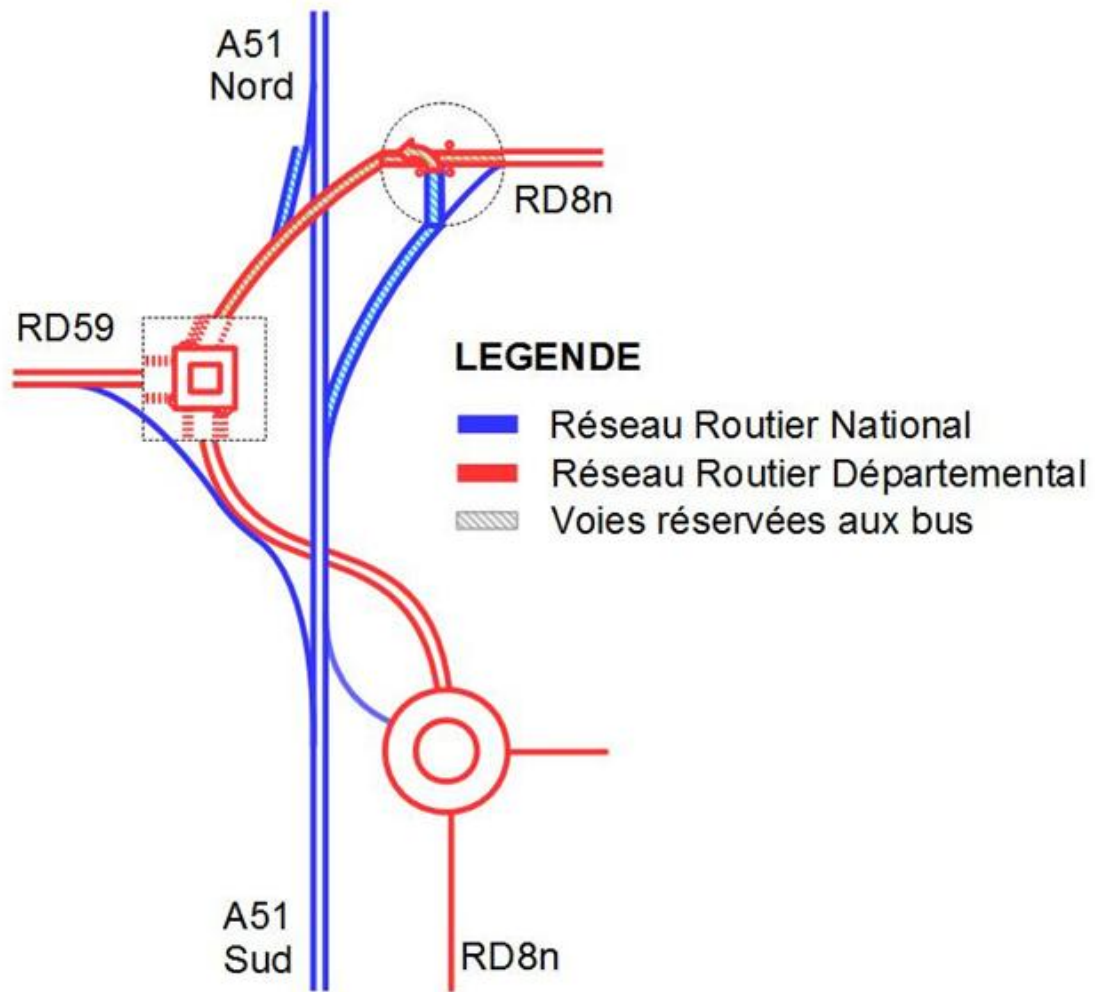 A51
Nord
RD8n
RD59
LEGENDE
Réseau Routier National
Réseau Routier Départemental
Voies réservées aux bus
A51
Sud
RD8n